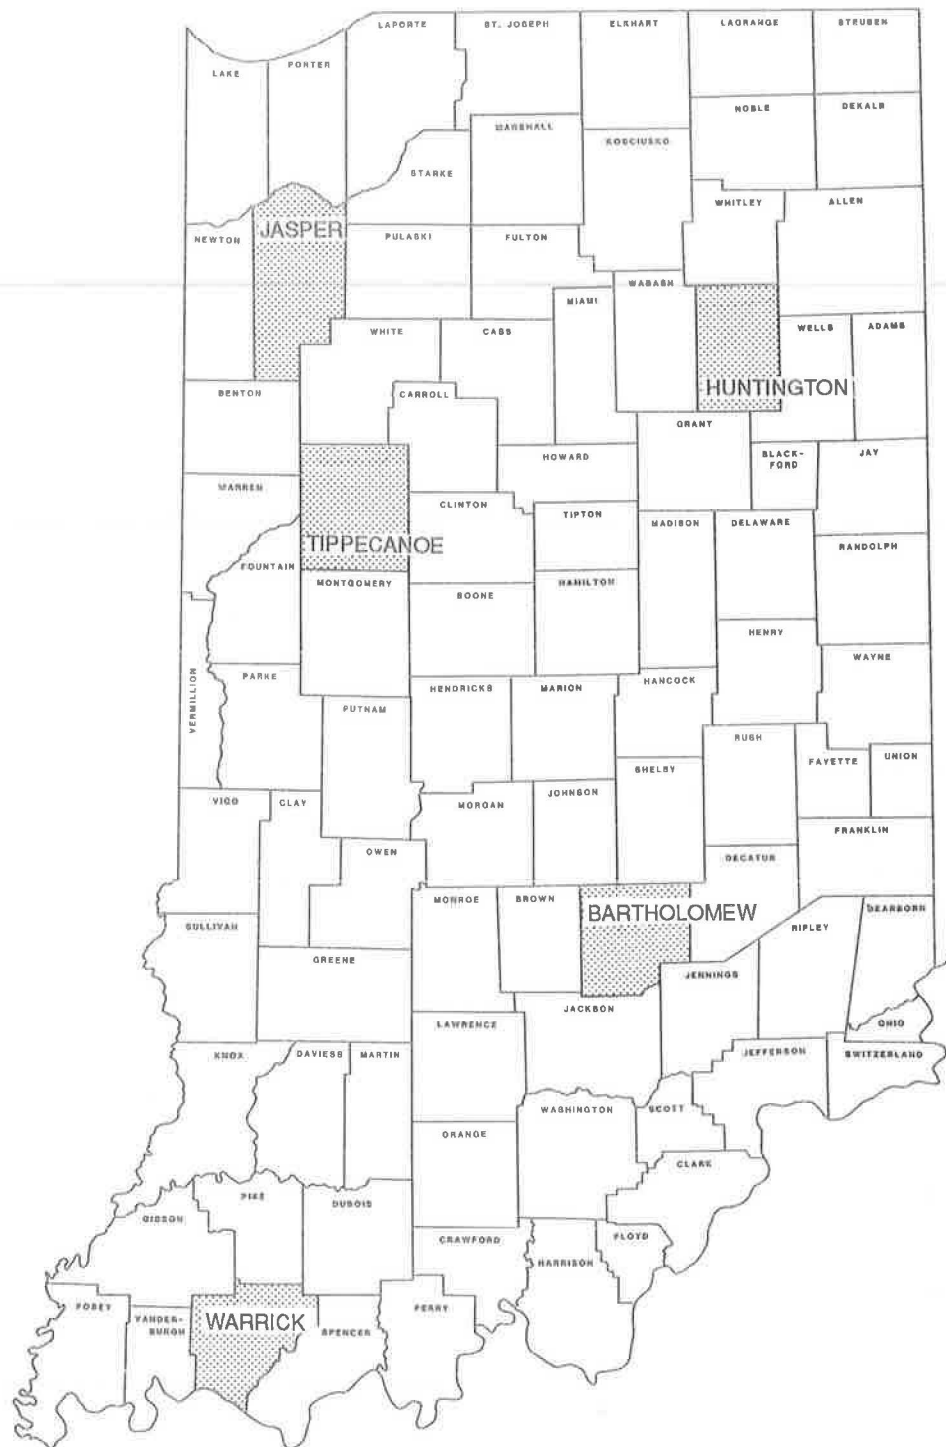 LAPORTE
ST. JOSEPH
ELKHART
LAGRANGE
STEUBEN
LAKE
PORTER
NOBLE
DEKALB
MARSHALL
KOSCIUSKO
STARKE
WHITLEY
ALLEN
JASPER
NEWTON
PULASKI
FULTON
WABASH
MIAMI
WHITE
CASS
WELLS
ADAMS
HUNTINGTON
BENTON
CARROLL
GRANT
HOWARD
BLACK-
FORD
JAY
WARREN
CLINTON
TIPTON
MADISON
DELAWARE
TIPPECANOE
RANDOLPH
FOUNTAIN
MONTGOMERY
HAMILTON
BOONE
HENRY
WAYNE
PARKE
VERMILLION
HENDRICKS
MARION
HANCOCK
PUTNAM
RUSH
FAYETTE
UNION
SHELBY
VIGO
CLAY
MORGAN
JOHNSON
FRANKLIN
OWEN
DECATUR
MONROE
BROWN
BARTHOLOMEW
DEARBORN
SULLIVAN
RIPLEY
GREENE
JENNINGS
JACKSON
LAWRENCE
OHIO
KNOX
DAVIESS
MARTIN
JEFFERSON
SWITZERLAND
WASHINGTON
SCOTT
ORANGE
CLARK
PIKE
DUBOIS
GIBSON
CRAWFORD
FLOYD
HARRISON
POSEY
VANDER-
BURGH
WARRICK
SPENCER
PERRY